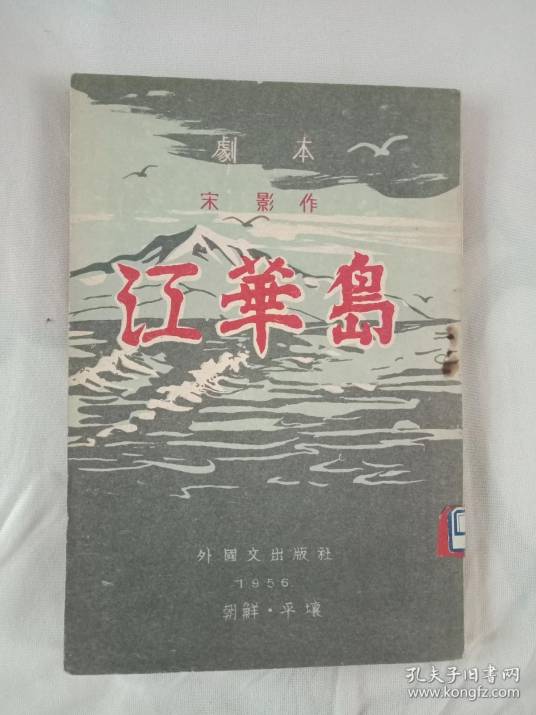 劇本
宋影作
江華島
外國文出版社
1956.
朝鮮·平壤
孔夫子旧书网
www.kongfz.com